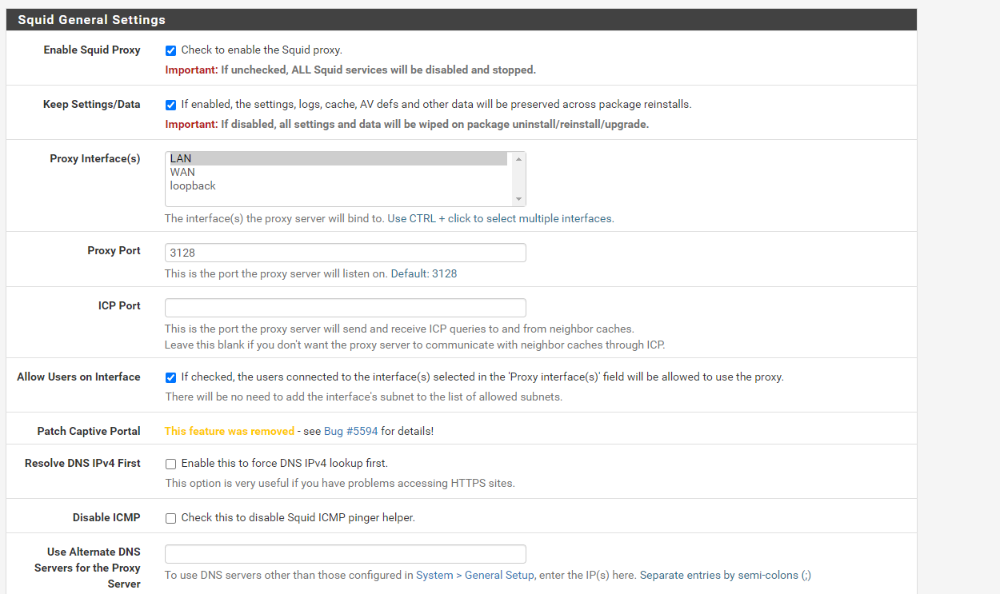 Squid General Settings
Enable Squid Proxy
Check to enable the Squid proxy.
Important: If unchecked, ALL Squid services will be disabled and stopped.
Keep Settings/Data
If enabled, the settings, logs, cache, AV defs and other data will be preserved across package reinstalls.
Important: If disabled, all settings and data will be wiped on package uninstall/reinstall/upgrade.
Proxy Interface(s)
LAN
WAN
loopback
The interface(s) the proxy server will bind to. Use CTRL + click to select multiple interfaces.
Proxy Port
3128
This is the port the proxy server will listen on. Default: 3128
ICP Port
This is the port the proxy server will send and receive ICP queries to and from neighbor caches.
Leave this blank if you don't want the proxy server to communicate with neighbor caches through ICP.
Allow Users on Interface
If checked, the users connected to the interface(s) selected in the 'Proxy interface(s)' field will be allowed to use the proxy.
There will be no need to add the interface's subnet to the list of allowed subnets.
Patch Captive Portal
This feature was removed - see Bug #5594 for details!
Resolve DNS IPv4 First
Enable this to force DNS IPv4 lookup first.
This option is very useful if you have problems accessing HTTPS sites.
Disable ICMP
Check this to disable Squid ICMP pinger helper.
Use Alternate DNS
Servers for the Proxy
Server
To use DNS servers other than those configured in System > General Setup, enter the IP(s) here. Separate entries by semi-colons (;)